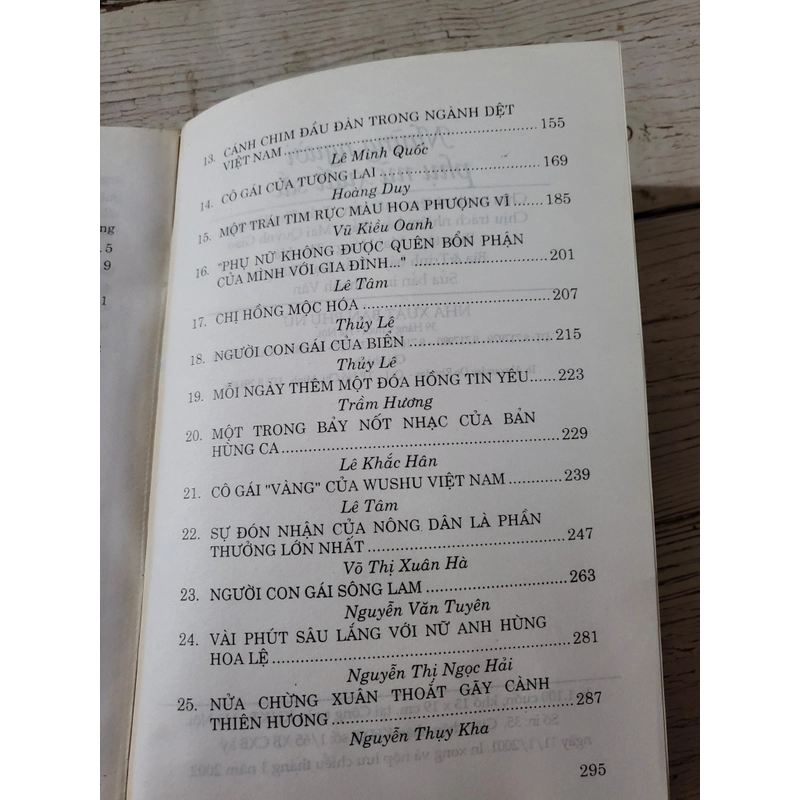 ng
.5
9
1
13. CÁNH CHIM ĐẦU ĐÀN TRONG NGÀNH DỆT
VIỆT NAM.......155
Lê Minh Quốc
14. CÔ GÁI CỦA TƯƠNG LAI.......169
Hoàng Duy
15. MỘT TRÁI TIM RỰC MÀU HOA PHƯỢNG VĨ.......185
Vũ Kiều Oanh
16. "PHỤ NỮ KHÔNG ĐƯỢC QUÊN BỔN PHẬN
CỦA MÌNH VỚI GIA ĐÌNH..." .......201
Lê Tâm
17. CHỊ HỒNG MỘC HÓA.......207
Thủy Lê
18. NGƯỜI CON GÁI CỦA BIỂN.......215
Thủy Lê
19. MỖI NGÀY THÊM MỘT ĐÓA HỒNG TIN YÊU.......223
Trầm Hương
20. MỘT TRONG BẢY NỐT NHẠC CỦA BẢN
HÙNG CA.......229
Lê Khắc Hân
21. CÔ GÁI "VÀNG" CỦA WUSHU VIỆT NAM.......239
Lê Tâm
22. SỰ ĐÓN NHẬN CỦA NÔNG DÂN LÀ PHẦN
THƯỞNG LỚN NHẤT.......247
Võ Thị Xuân Hà
23. NGƯỜI CON GÁI SÔNG LAM.......263
Nguyễn Văn Tuyên
24. VÀI PHÚT SÂU LẮNG VỚI NỮ ANH HÙNG
HOA LỆ.......281
Nguyễn Thị Ngọc Hải
25. NỬA CHỪNG XUÂN THOẮT GÃY CÀNH
THIÊN HƯƠNG.......287
Nguyễn Thụy Kha
295